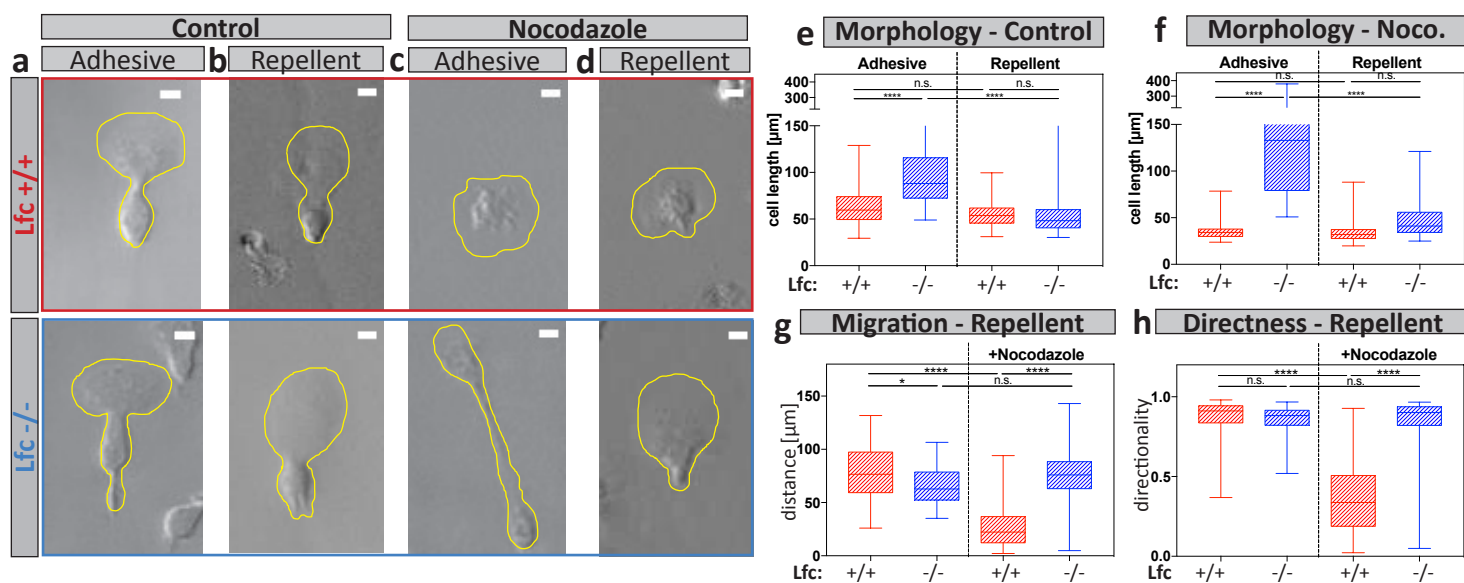 Control
Nocodazole
a Adhesive b Repellent c Adhesive d Repellent
Lfc +/+
Lfc -/-
e Morphology - Control
Adhesive Repellent
n.s. n.s.
**** ****
400
300
150
100
50
0
cell length [µm]
Lfc: +/+ -/- +/+ -/-
f Morphology - Noco.
Adhesive Repellent
n.s. n.s.
**** ****
400
300
150
100
50
0
cell length [µm]
+/+ -/- +/+ -/-
g Migration - Repellent
+Nocodazole
**** ****
* n.s.
150
100
50
0
distance [µm]
Lfc +/+ -/- +/+ -/-
h Directness - Repellent
+Nocodazole
**** ****
n.s. n.s.
1.0
0.5
0.0
directionality
Lfc: +/+ -/- +/+ -/-